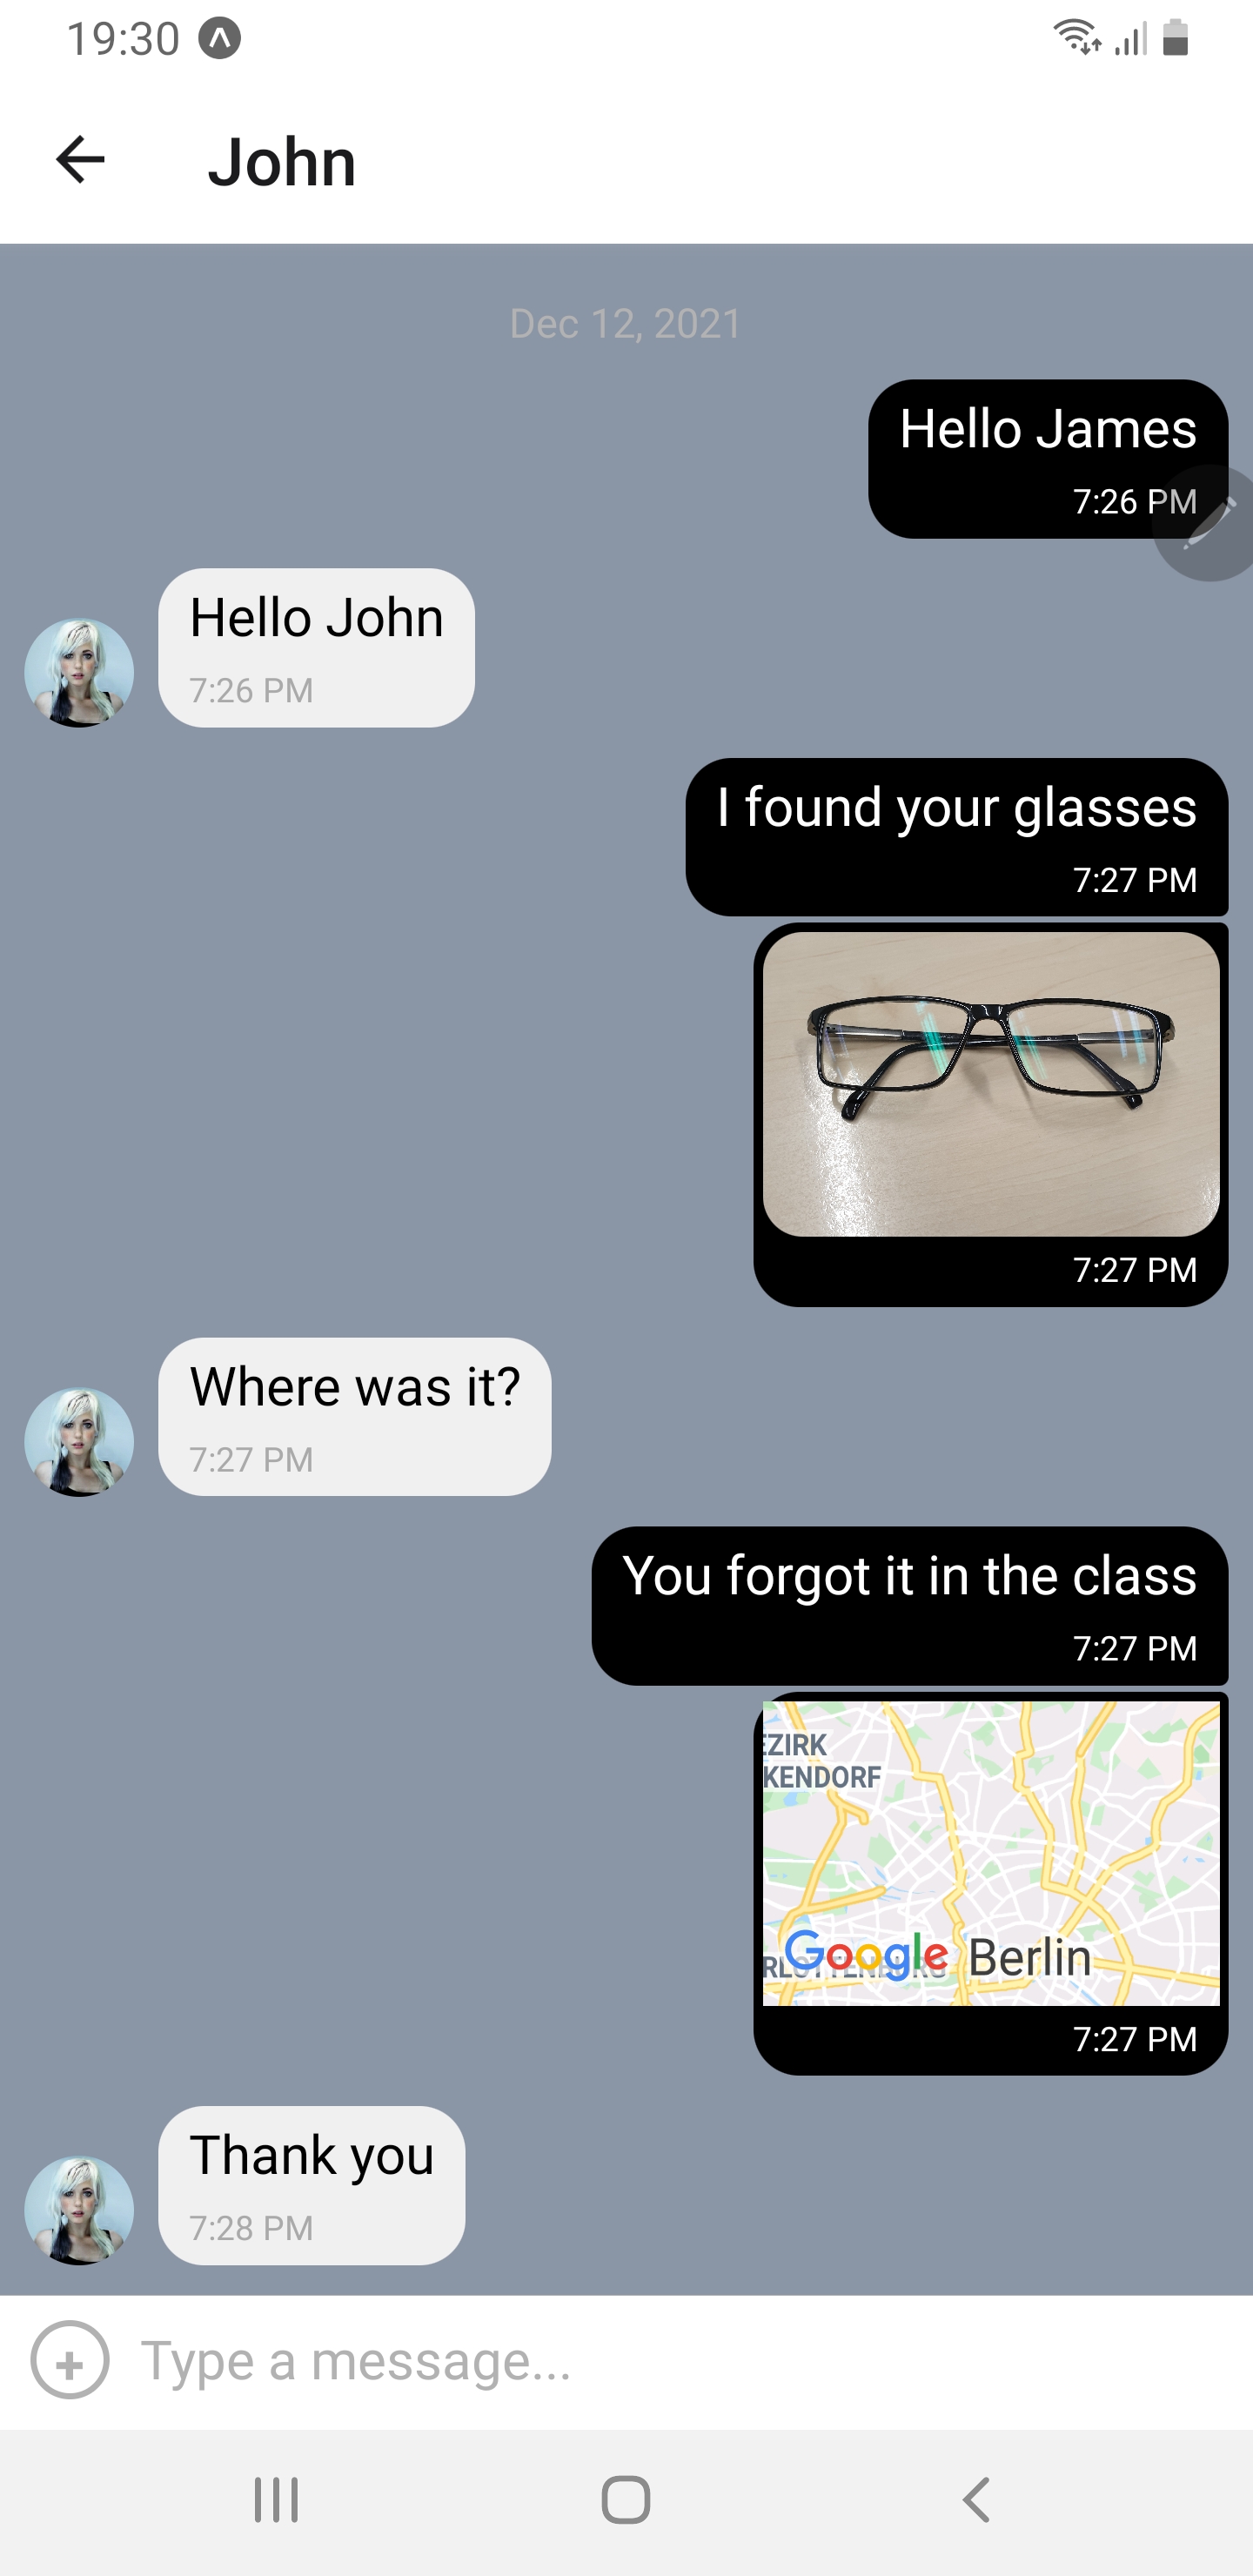 19:30
John
Dec 12, 2021
Hello James
7:26 PM
Hello John
7:26 PM
I found your glasses
7:27 PM
7:27 PM
Where was it?
7:27 PM
You forgot it in the class
7:27 PM
EZIRK
KENDORF
RLOTTENBURG
Google Berlin
7:27 PM
Thank you
7:28 PM
Type a message...